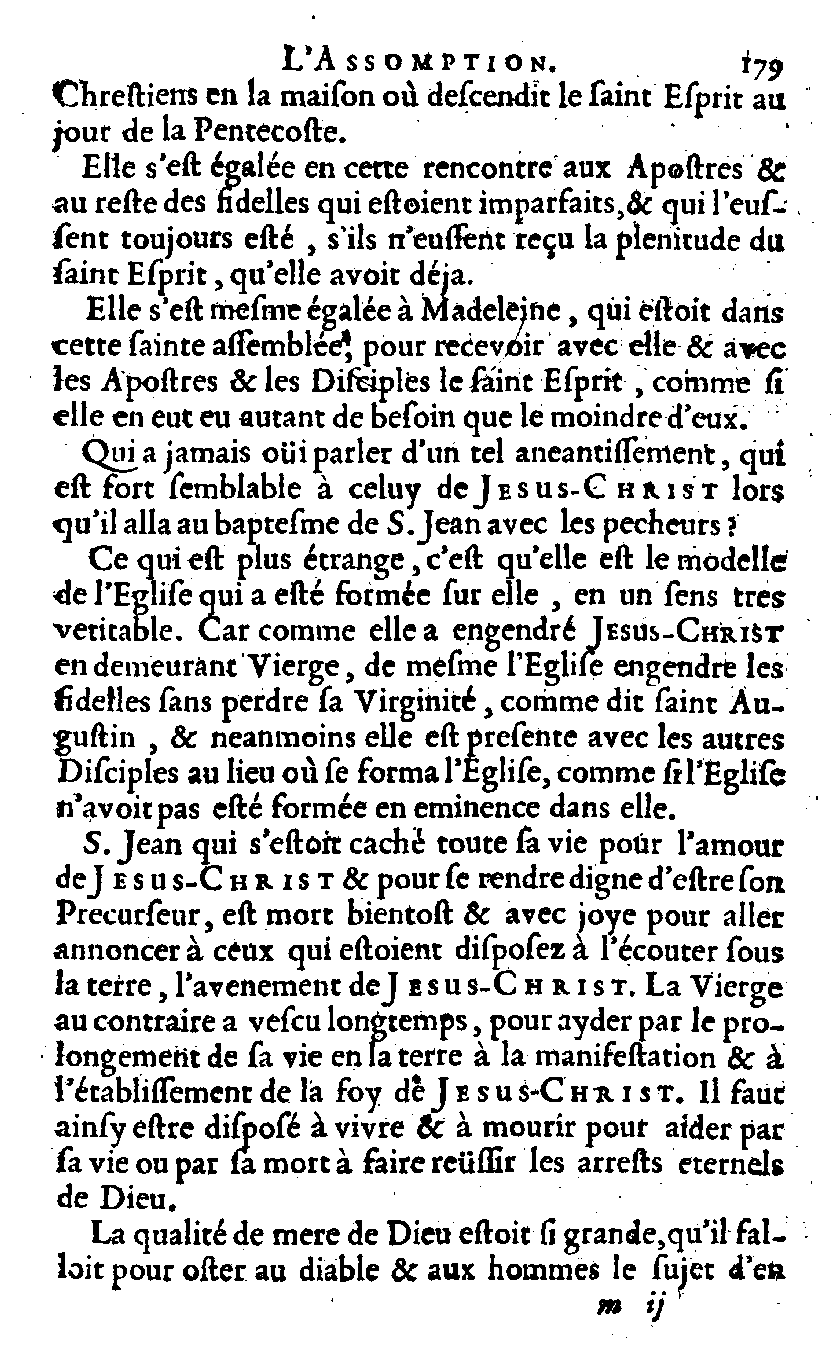 L'ASSOMPTION. 179
Chreſtiens en la maiſon où deſcendit le ſaint Eſprit au
jour de la Pentecoſte.
Elle s'eſt égalée en cette rencontre aux Apoſtres &
au reſte des fidelles qui eſtoient imparfaits, & qui l'euſ-
ſent toujours eſté, s'ils n'euſſent reçu la plenitude du
ſaint Eſprit, qu'elle avoit déja.
Elle s'eſt meſme égalée à Madeleine, qui eſtoit dans
cette ſainte aſſemblée, pour recevoir avec elle & avec
les Apoſtres & les Diſciples le ſaint Eſprit, comme ſi
elle en eut eu autant de beſoin que le moindre d'eux.
Qui a jamais oüi parler d'un tel aneantiſſement, qui
eſt fort ſemblable à celuy de JESUS-CHRIST lors
qu'il alla au bapteſme de S. Jean avec les pecheurs?
Ce qui eſt plus étrange, c'eſt qu'elle eſt le modelle
de l'Egliſe qui a eſté formée ſur elle, en un ſens tres
veritable. Car comme elle a engendré JESUS-CHRIST
en demeurant Vierge, de meſme l'Egliſe engendre les
fidelles ſans perdre ſa Virginité, comme dit ſaint Au-
guſtin, & neanmoins elle eſt preſente avec les autres
Diſciples au lieu où ſe forma l'Egliſe, comme ſi l'Egliſe
n'avoit pas eſté formée en eminence dans elle.
S. Jean qui s'eſtoit caché toute ſa vie pour l'amour
de JESUS-CHRIST & pour ſe rendre digne d'eſtre ſon
Precurſeur, eſt mort bientoſt & avec joye pour aller
annoncer à ceux qui eſtoient diſpoſez à l'écouter ſous
la terre, l'avenement de JESUS-CHRIST. La Vierge
au contraire a veſcu longtemps, pour ayder par le pro-
longement de ſa vie en la terre à la manifeſtation & à
l'établiſſement de la foy de JESUS-CHRIST. Il faut
ainſy eſtre diſpoſé à vivre & à mourir pour aider par
ſa vie ou par ſa mort à faire reüſſir les arreſts eternels
de Dieu.
La qualité de mere de Dieu eſtoit ſi grande, qu'il fal-
loit pour oſter au diable & aux hommes le ſujet d'en
m ij